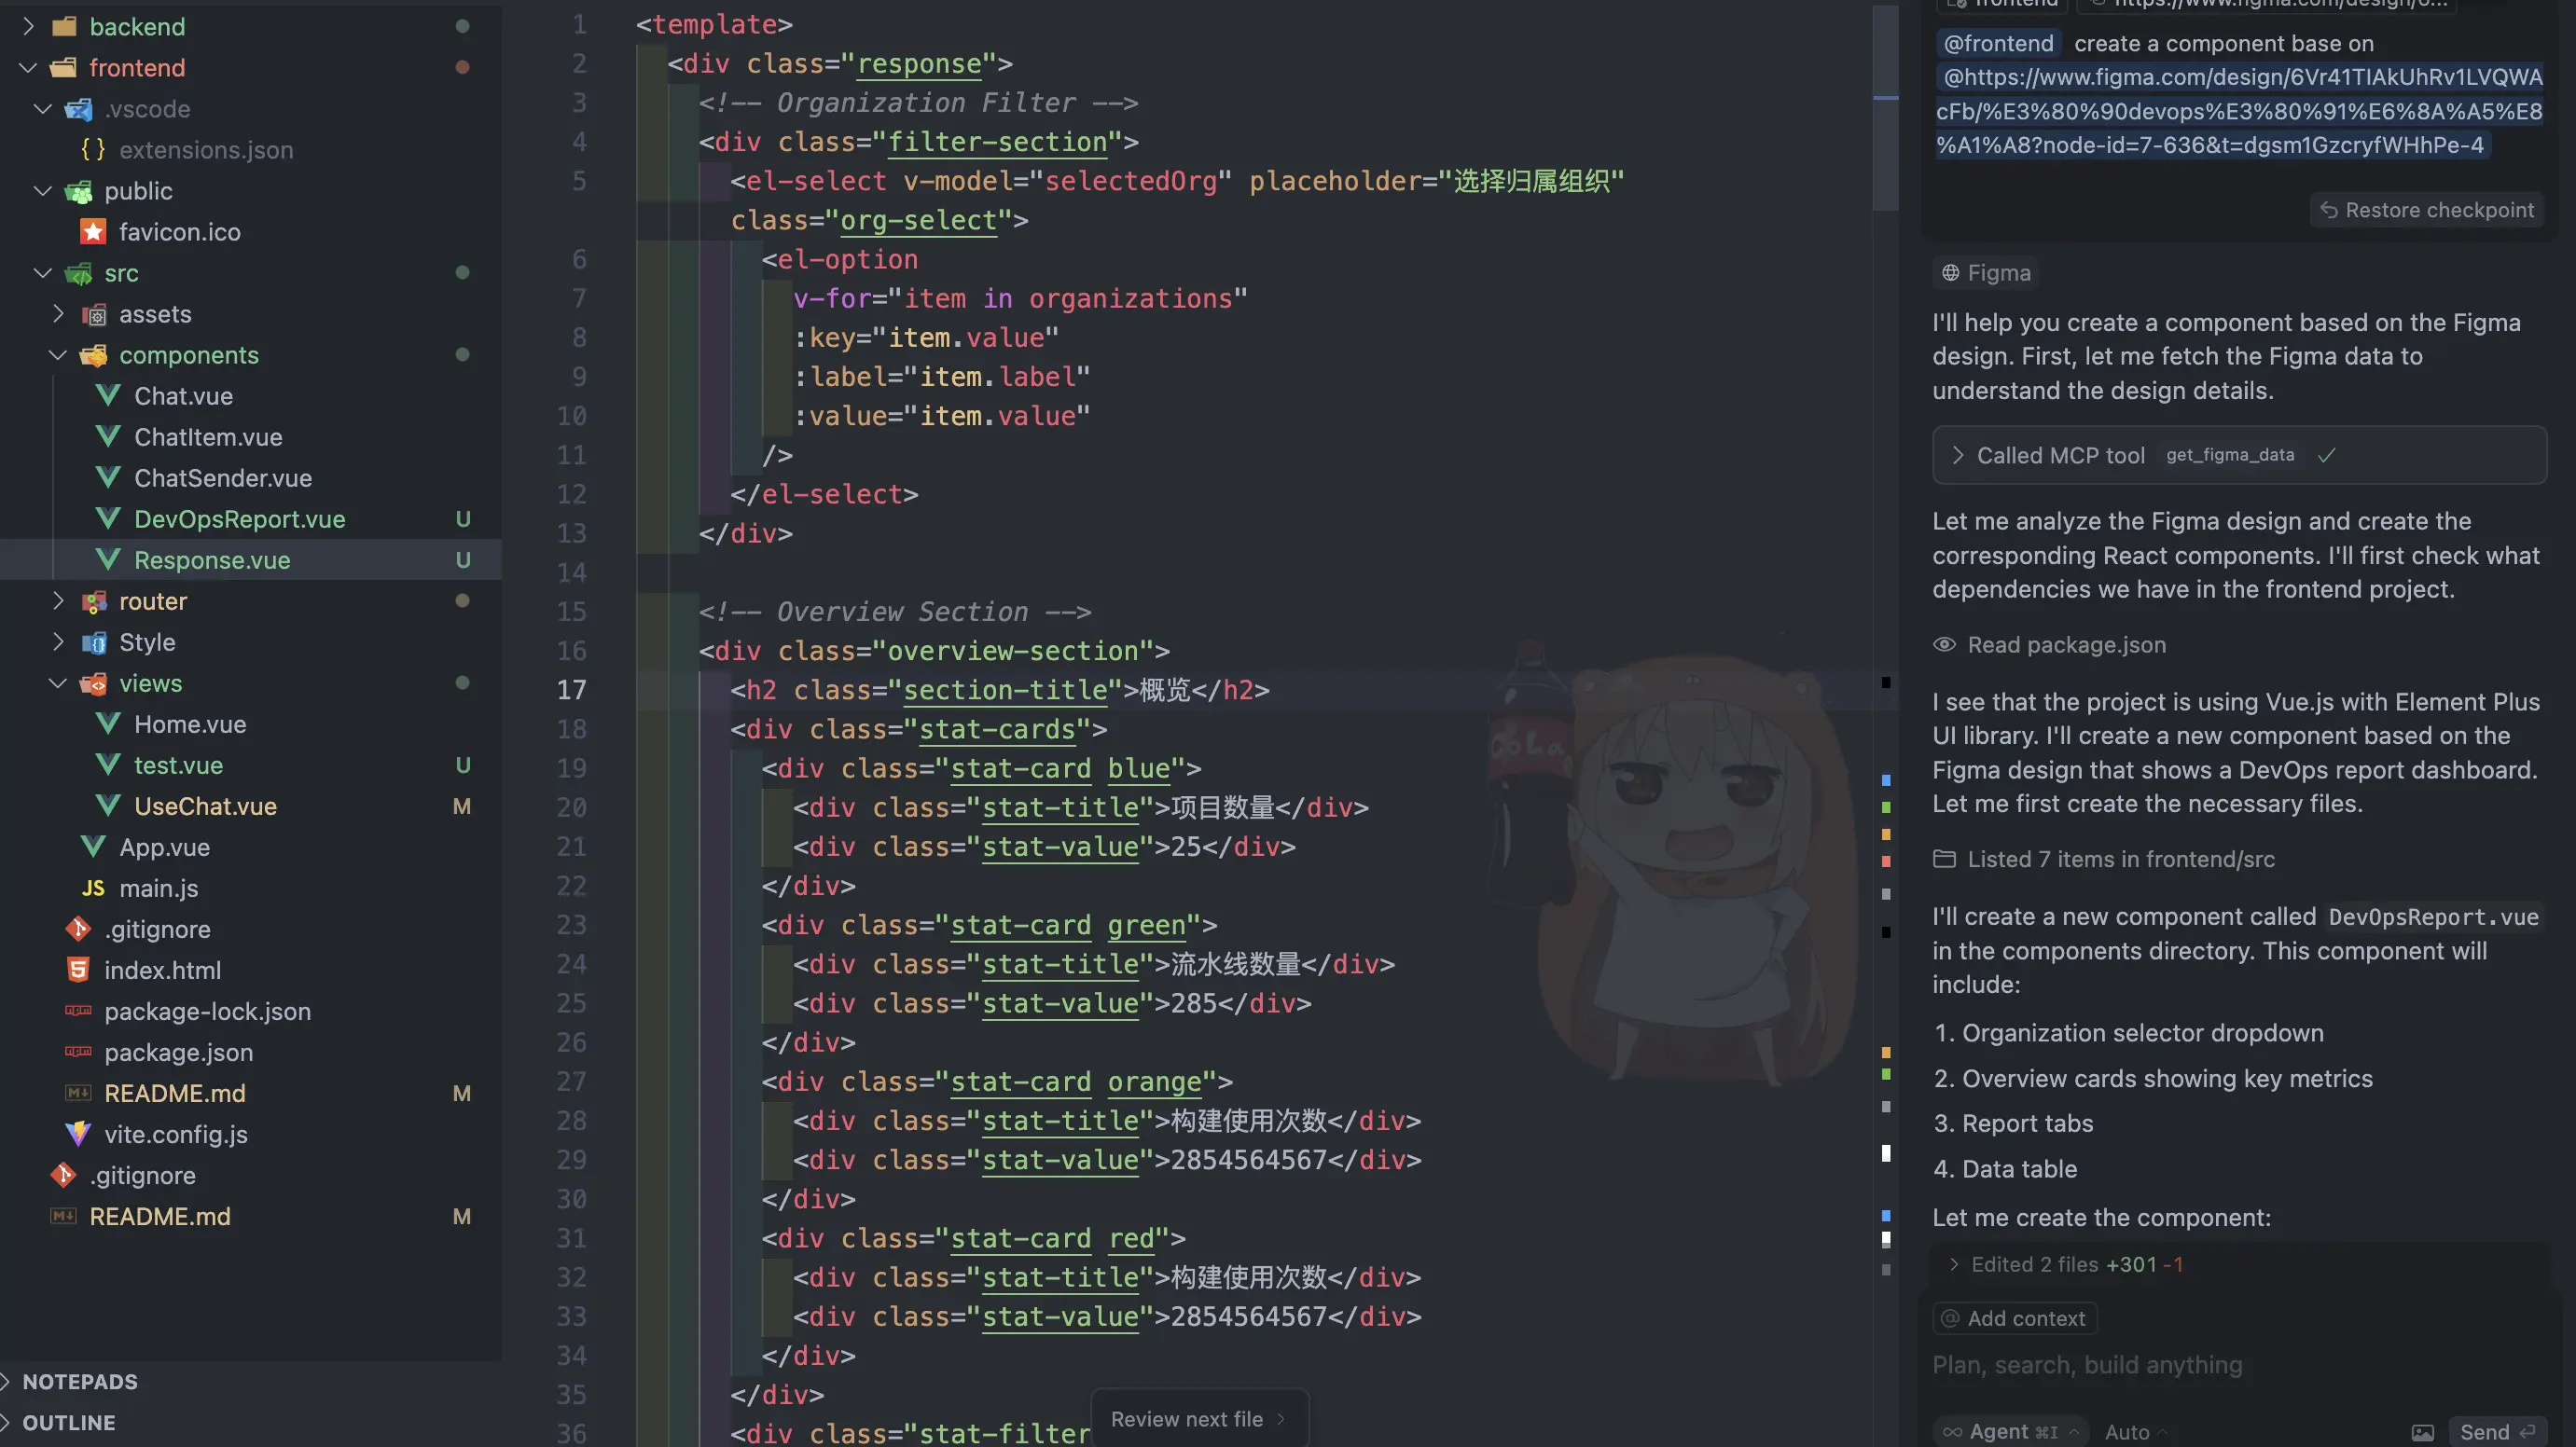 backend
frontend
.vscode
extensions.json
public
favicon.ico
src
assets
components
Chat.vue
ChatItem.vue
ChatSender.vue
DevOpsReport.vue U
Response.vue U
router
Style
views
Home.vue
test.vue U
UseChat.vue M
App.vue
JS main.js
.gitignore
index.html
package-lock.json
package.json
README.md M
vite.config.js
.gitignore
README.md M
NOTEPADS
OUTLINE
1 <template>
2 <div class="response">
3 <!-- Organization Filter -->
4 <div class="filter-section">
5 <el-select v-model="selectedOrg" placeholder="选择归属组织"
class="org-select">
6 <el-option
7 v-for="item in organizations"
8 :key="item.value"
9 :label="item.label"
10 :value="item.value"
11 />
12 </el-select>
13 </div>
14
15 <!-- Overview Section -->
16 <div class="overview-section">
17 <h2 class="section-title">概览</h2>
18 <div class="stat-cards">
19 <div class="stat-card blue">
20 <div class="stat-title">项目数量</div>
21 <div class="stat-value">25</div>
22 </div>
23 <div class="stat-card green">
24 <div class="stat-title">流水线数量</div>
25 <div class="stat-value">285</div>
26 </div>
27 <div class="stat-card orange">
28 <div class="stat-title">构建使用次数</div>
29 <div class="stat-value">2854564567</div>
30 </div>
31 <div class="stat-card red">
32 <div class="stat-title">构建使用次数</div>
33 <div class="stat-value">2854564567</div>
34 </div>
35 </div>
36 <div class="stat-filter
Review next file
CoLa
frontend https://www.figma.com/design/6...
@frontend create a component base on
@https://www.figma.com/design/6Vr41TIAkUhRv1LVQWA
cFb/%E3%80%90devops%E3%80%91%E6%8A%A5%E8
%A1%A8?node-id=7-636&t=dgsm1GzcryfWHhPe-4
Restore checkpoint
Figma
I'll help you create a component based on the Figma
design. First, let me fetch the Figma data to
understand the design details.
Called MCP tool get_figma_data
Let me analyze the Figma design and create the
corresponding React components. I'll first check what
dependencies we have in the frontend project.
Read package.json
I see that the project is using Vue.js with Element Plus
UI library. I'll create a new component based on the
Figma design that shows a DevOps report dashboard.
Let me first create the necessary files.
Listed 7 items in frontend/src
I'll create a new component called DevOpsReport.vue
in the components directory. This component will
include:
1. Organization selector dropdown
2. Overview cards showing key metrics
3. Report tabs
4. Data table
Let me create the component:
Edited 2 files +301 -1
@ Add context
Plan, search, build anything
Agent ⌘I Auto Send